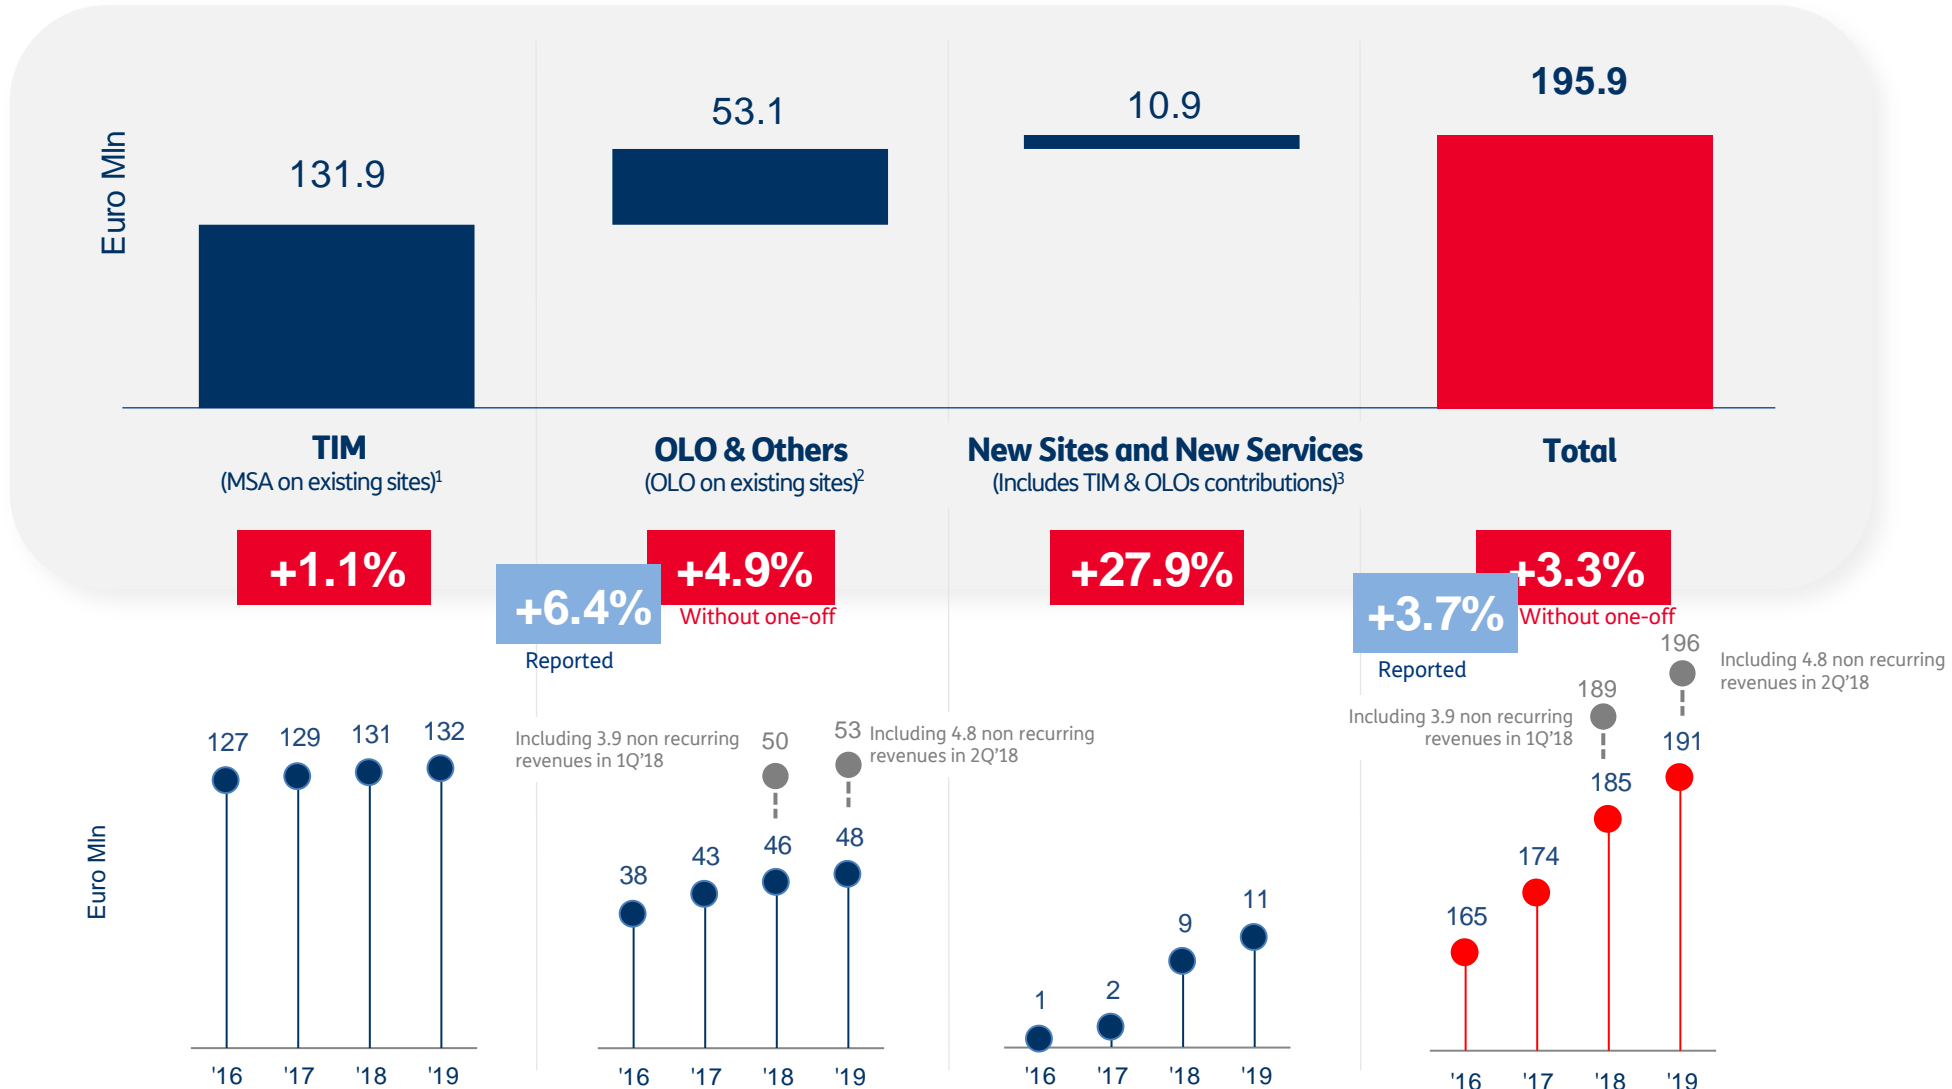 Euro Mln
131.9
53.1
10.9
195.9
TIM
(MSA on existing sites)1
OLO & Others
(OLO on existing sites)2
New Sites and New Services
(Includes TIM & OLOs contributions)3
Total
+1.1%
+6.4%
Reported
+4.9%
Without one-off
+27.9%
+3.7%
Reported
+3.3%
Without one-off
Euro Mln
127
129
131
132
'16
'17
'18
'19
Including 3.9 non recurring
revenues in 1Q’18
50
53
Including 4.8 non recurring
revenues in 2Q’18
38
43
46
48
'16
'17
'18
'19
1
2
9
11
'16
'17
'18
'19
Including 3.9 non recurring
revenues in 1Q’18
189
196
Including 4.8 non recurring
revenues in 2Q’18
165
174
185
191
'16
'17
'18
'19